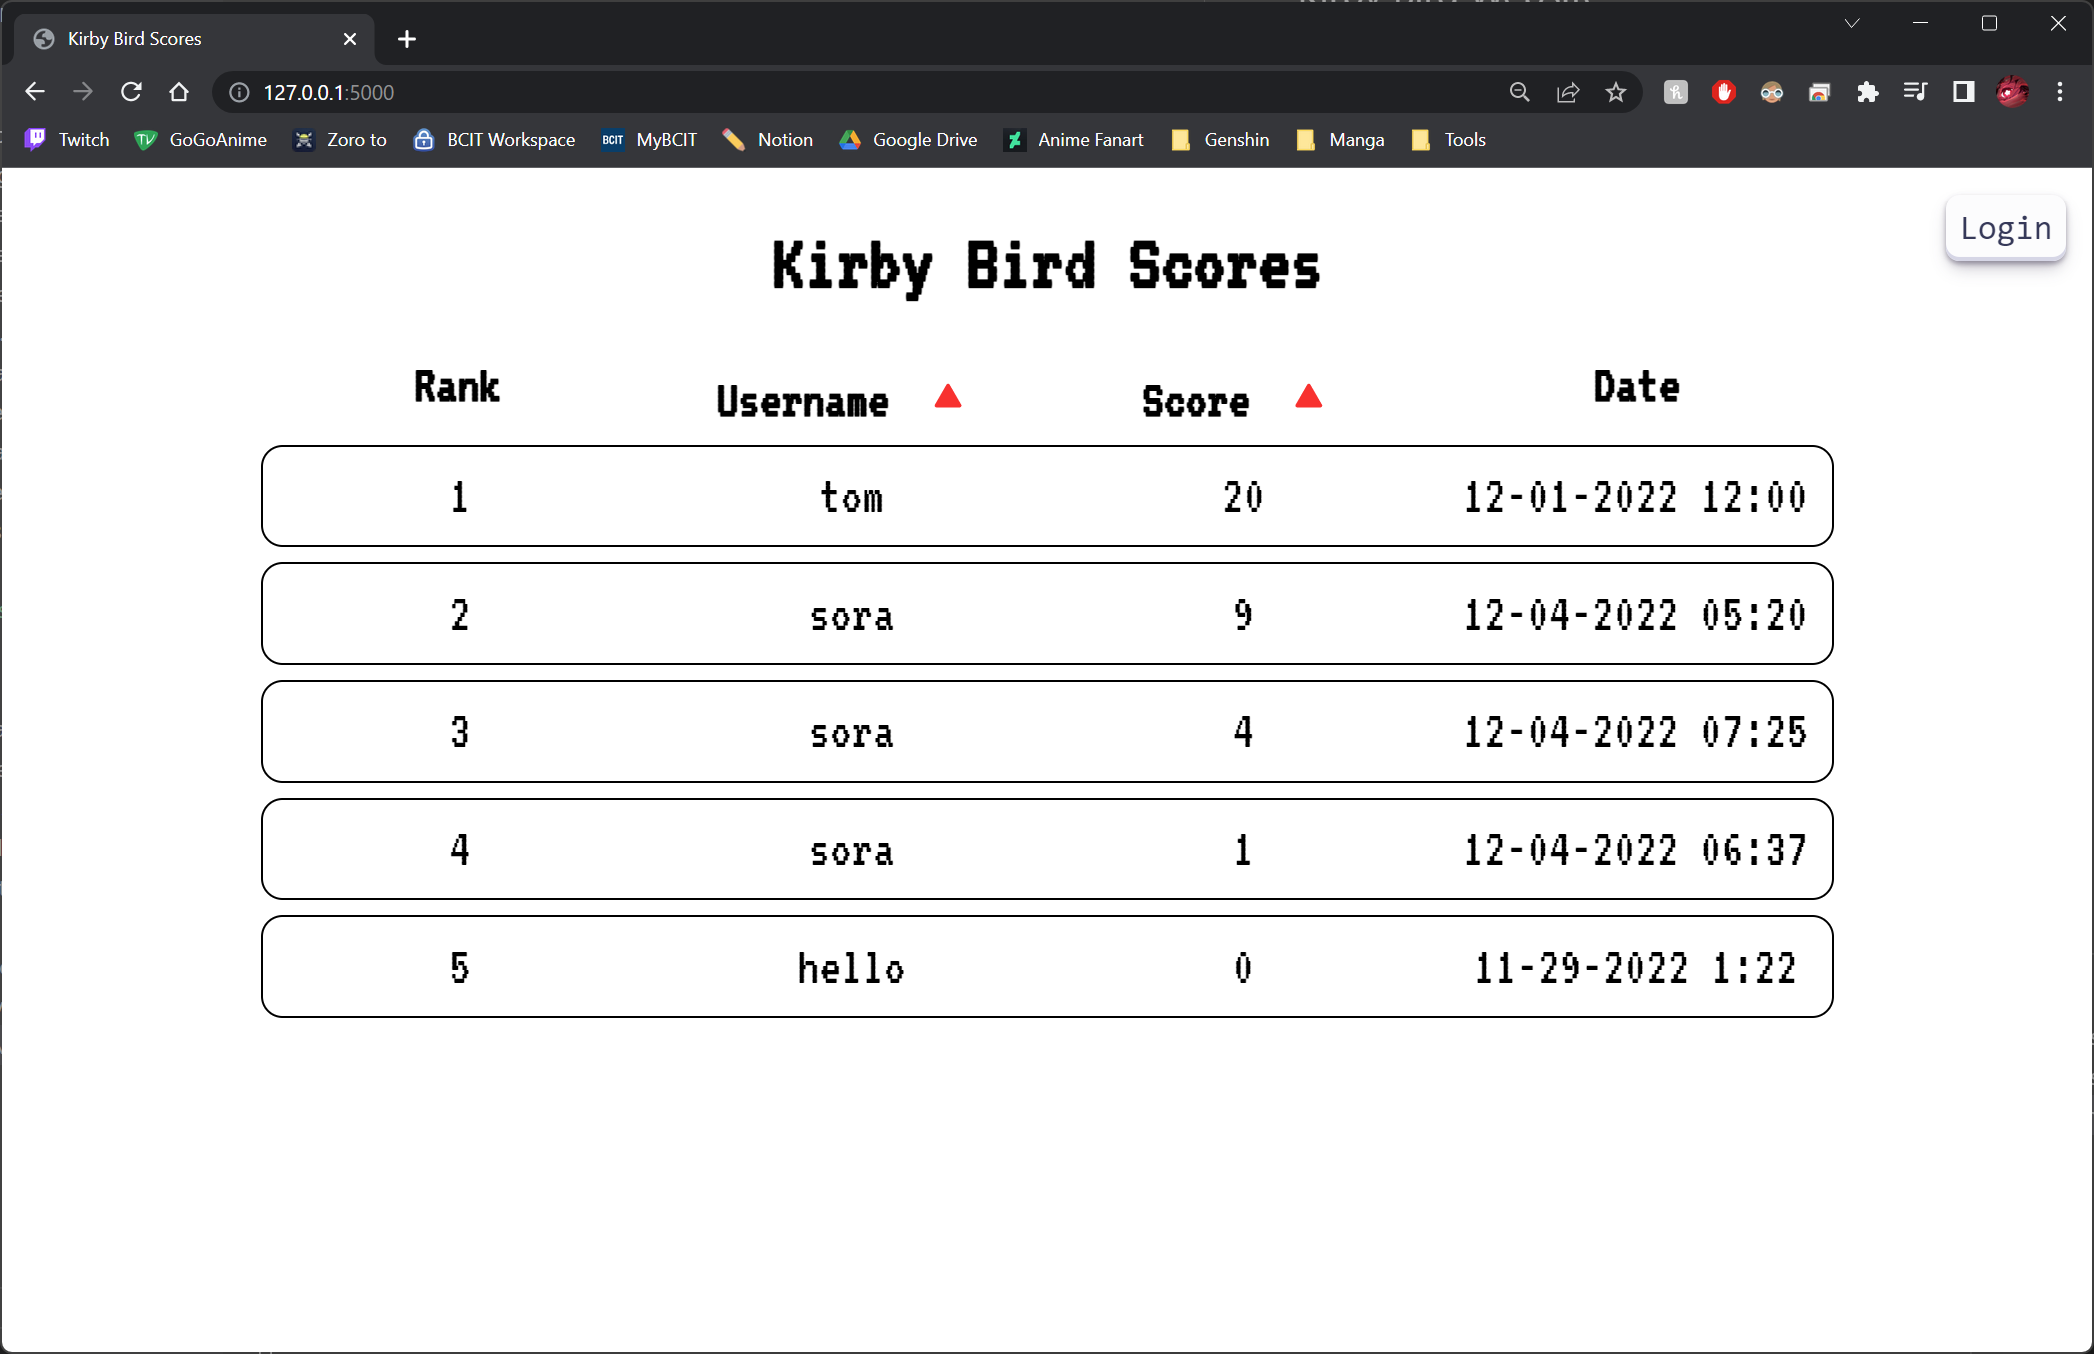 Kirby Bird Scores
127.0.0.1:5000
Twitch GoGoAnime Zoro to BCIT Workspace BCIT MyBCIT Notion Google Drive Anime Fanart Genshin Manga Tools
Login
Kirby Bird Scores
Rank Username Score Date
1 tom 20 12-01-2022 12:00
2 sora 9 12-04-2022 05:20
3 sora 4 12-04-2022 07:25
4 sora 1 12-04-2022 06:37
5 hello 0 11-29-2022 1:22